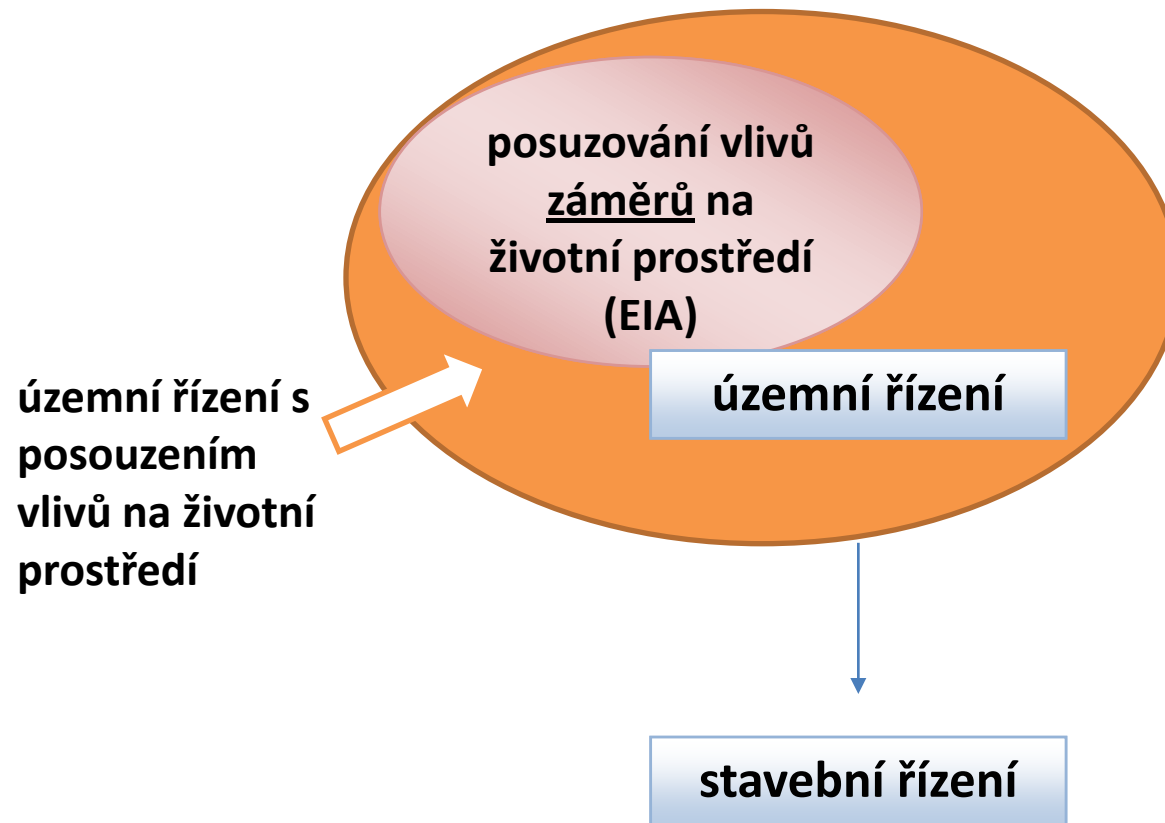 posuzování vlivů
záměrů na
životní prostředí
(EIA)
územní řízení
územní řízení s
posouzením
vlivů na životní
prostředí
stavební řízení